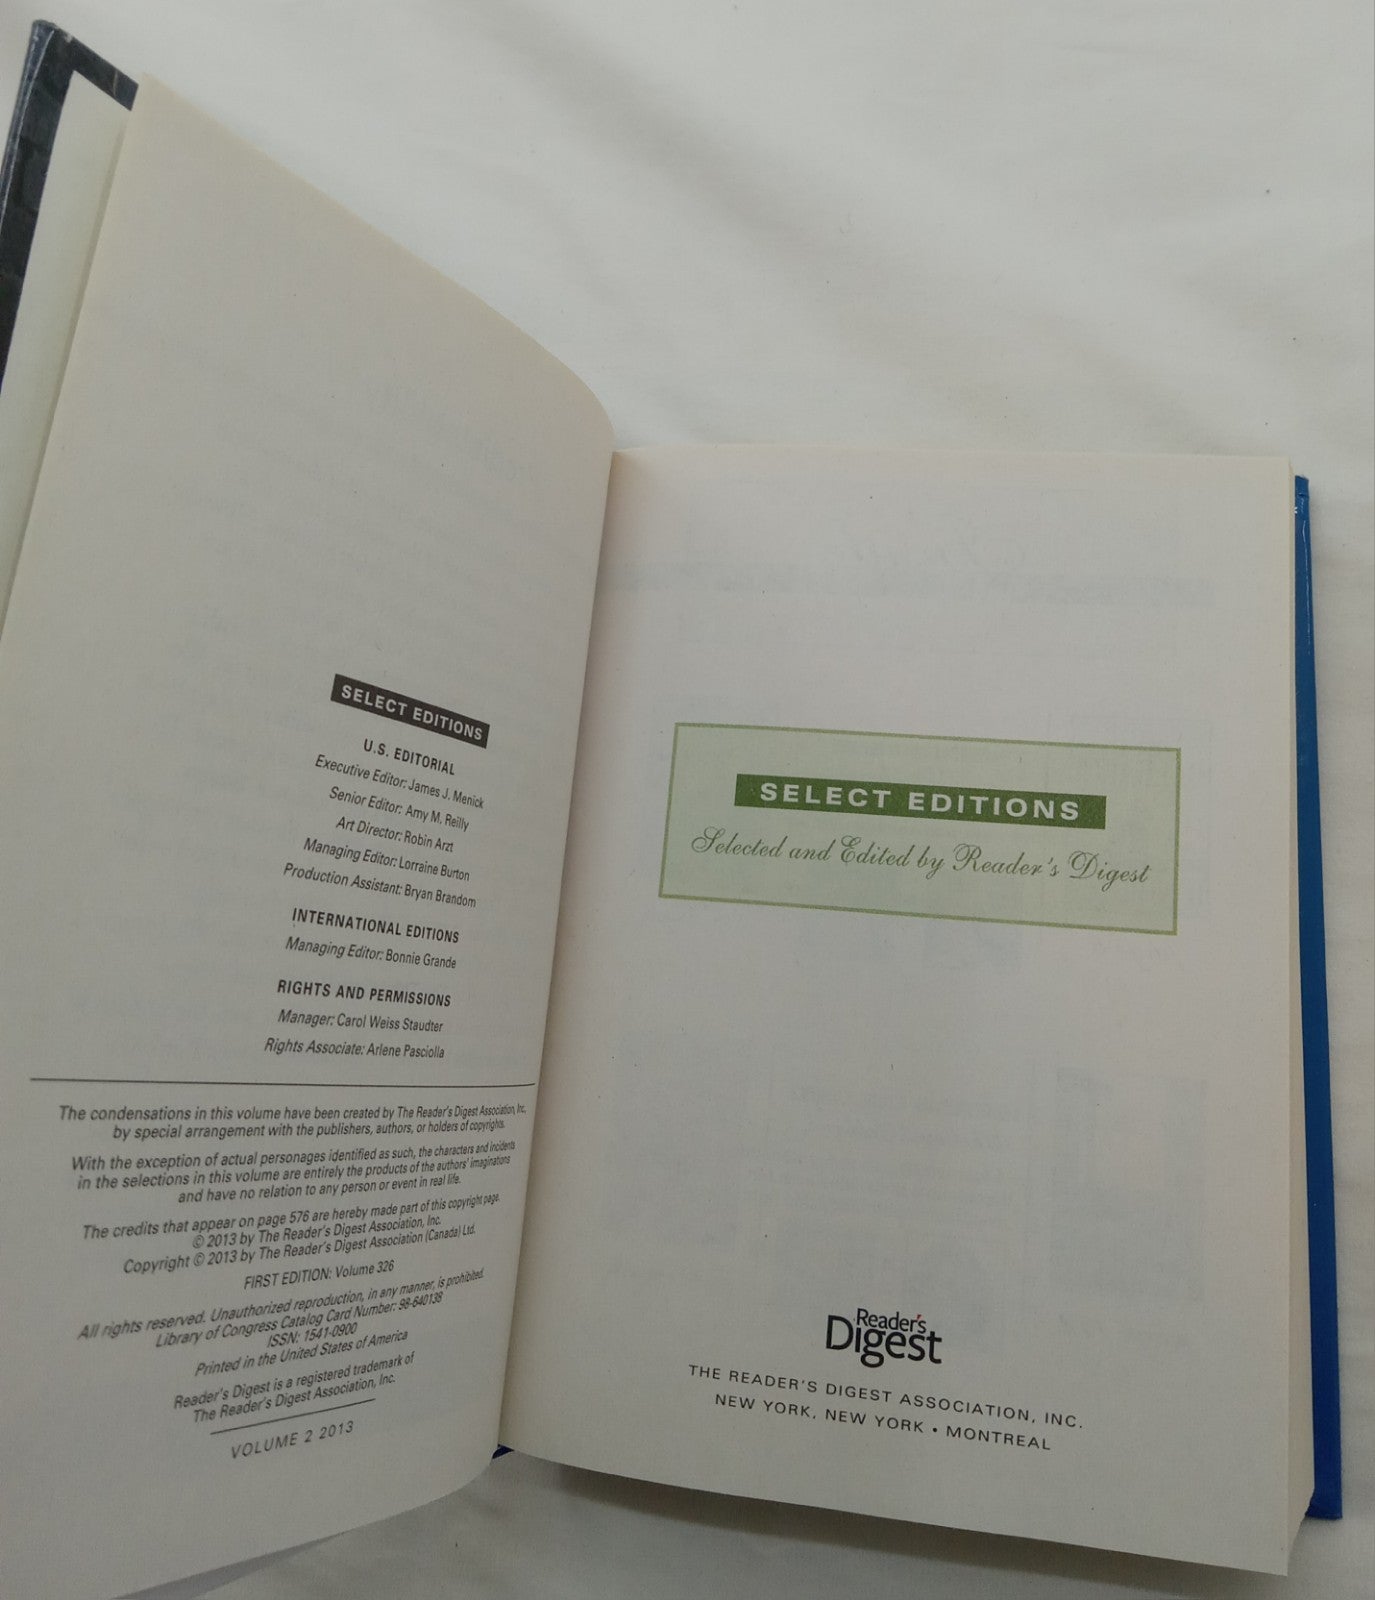 SELECT EDITIONS
U.S. EDITORIAL
Executive Editor: James J. Menick
Senior Editor: Amy M. Reilly
Art Director: Robin Arzt
Managing Editor: Lorraine Burton
Production Assistant: Bryan Brandom
INTERNATIONAL EDITIONS
Managing Editor: Bonnie Grande
RIGHTS AND PERMISSIONS
Manager: Carol Weiss Staudter
Rights Associate: Arlene Pasciolla
The condensations in this volume have been created by The Reader's Digest Association, Inc.,
by special arrangement with the publishers, authors, or holders of copyrights.
With the exception of actual personages identified as such, the characters and incidents
in the selections in this volume are entirely the products of the authors' imaginations
and have no relation to any person or event in real life.
The credits that appear on page 576 are hereby made part of this copyright page.
© 2013 by The Reader's Digest Association, Inc.
Copyright © 2013 by The Reader's Digest Association (Canada) Ltd.
FIRST EDITION: Volume 326
All rights reserved. Unauthorized reproduction, in any manner, is prohibited.
Library of Congress Catalog Card Number: 98-640138
ISSN: 1541-0900
Printed in the United States of America
Reader's Digest is a registered trademark of
The Reader's Digest Association, Inc.
VOLUME 2 2013
SELECT EDITIONS
Selected and Edited by Reader's Digest
Reader's
Digest
THE READER'S DIGEST ASSOCIATION, INC.
NEW YORK, NEW YORK • MONTREAL